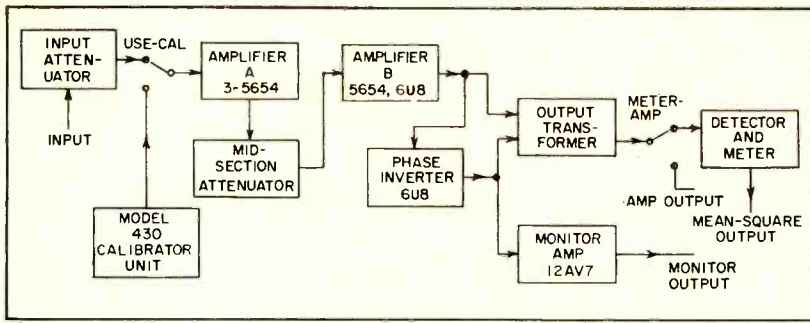 INPUT
ATTEN-
UATOR
USE-CAL
AMPLIFIER
A
3-5654
AMPLIFIER
B
5654, 6U8
INPUT
MID-
SECTION
ATTENUATOR
PHASE
INVERTER
6U8
OUTPUT
TRANS-
FORMER
METER-
AMP
DETECTOR
AND
METER
AMP OUTPUT
MEAN-SQUARE
OUTPUT
MODEL
430
CALIBRATOR
UNIT
MONITOR
AMP
12AV7
MONITOR
OUTPUT